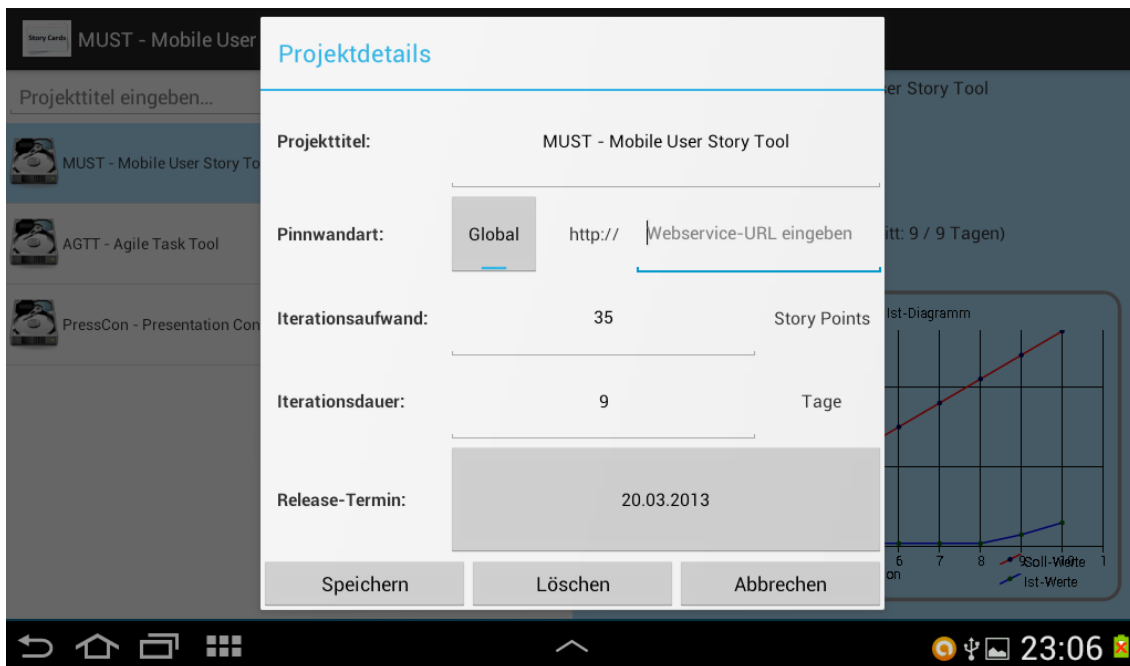 Story Cards
MUST - Mobile User
Projekttitel eingeben...
MUST - Mobile User Story To
AGTT - Agile Task Tool
PressCon - Presentation Con
Projektdetails
Projekttitel:
MUST - Mobile User Story Tool
Pinnwandart:
Global
http://
Webservice-URL eingeben
Iterationsaufwand:
35
Story Points
Iterationsdauer:
9
Tage
Release-Termin:
20.03.2013
Speichern
Löschen
Abbrechen
er Story Tool
itt: 9 / 9 Tagen)
Ist-Diagramm
6 7 8 9 10 1
on
Soll-Werte
Ist-Werte
23:06